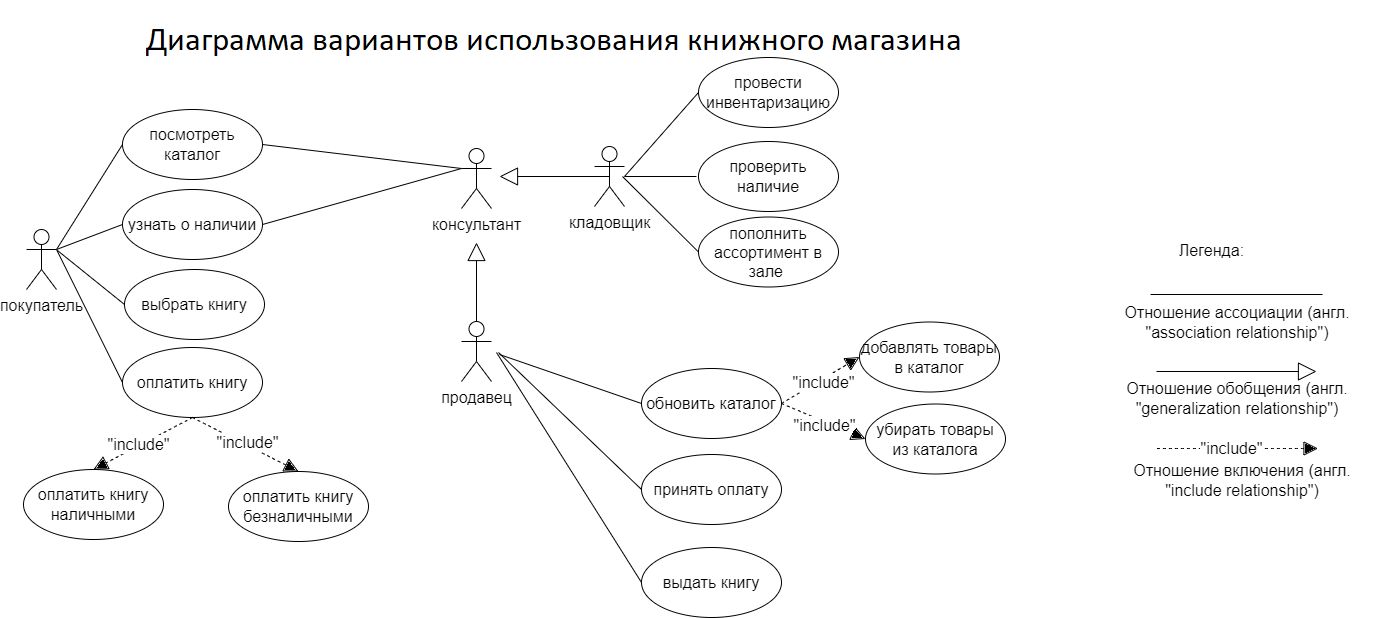 Диаграмма вариантов использования книжного магазина
посмотреть
каталог
узнать о наличии
выбрать книгу
оплатить книгу
покупатель
"include"
"include"
оплатить книгу
наличными
оплатить книгу
безналичными
консультант
кладовщик
продавец
провести
инвентаризацию
проверить
наличие
пополнить
ассортимент в
зале
обновить каталог
"include"
"include"
добавлять товары
в каталог
убирать товары
из каталога
принять оплату
выдать книгу
Легенда:
Отношение ассоциации (англ.
"association relationship")
Отношение обобщения (англ.
"generalization relationship")
"include"
Отношение включения (англ.
"include relationship")